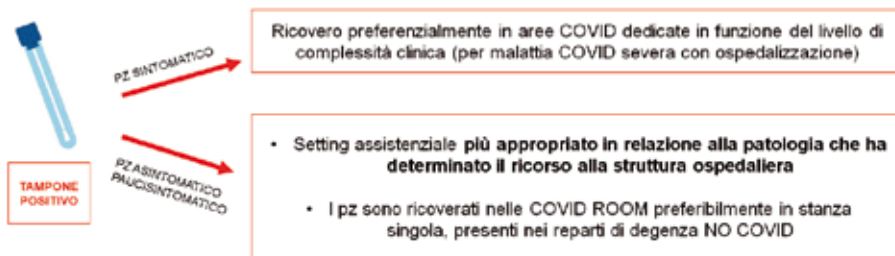 PZ SINTOMATICO
Ricovero preferenzialmente in aree COVID dedicate in funzione del livello di
complessità clinica (per malattia COVID severa con ospedalizzazione)
TAMPONE
POSITIVO
PZ ASINTOMATICO
PAUCISINTOMATICO
• Setting assistenziale più appropriato in relazione alla patologia che ha
determinato il ricorso alla struttura ospedaliera
• I pz sono ricoverati nelle COVID ROOM preferibilmente in stanza
singola, presenti nei reparti di degenza NO COVID